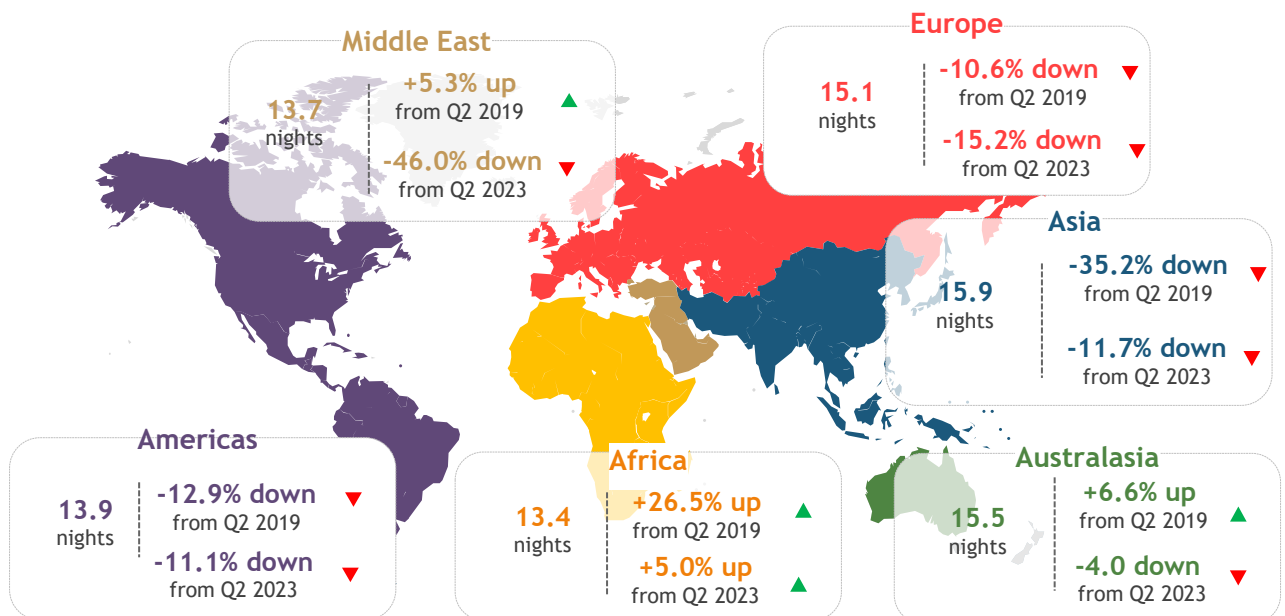 Middle East
13.7
nights
+5.3% up
from Q2 2019
-46.0% down
from Q2 2023
Europe
15.1
nights
-10.6% down
from Q2 2019
-15.2% down
from Q2 2023
Asia
15.9
nights
-35.2% down
from Q2 2019
-11.7% down
from Q2 2023
Americas
13.9
nights
-12.9% down
from Q2 2019
-11.1% down
from Q2 2023
Africa
13.4
nights
+26.5% up
from Q2 2019
+5.0% up
from Q2 2023
Australasia
15.5
nights
+6.6% up
from Q2 2019
-4.0 down
from Q2 2023